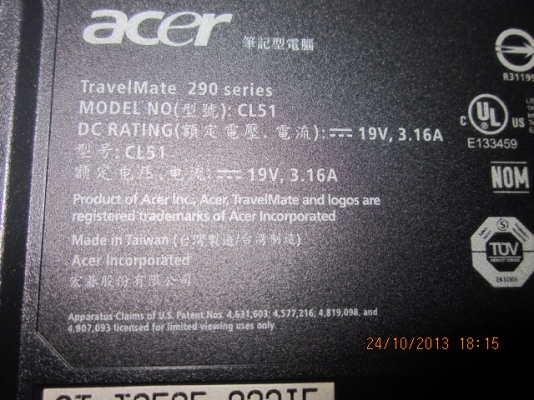 acer 筆記型電腦
TravelMate 290 series
MODEL NO(型號): CL51
DC RATING(額定電壓、電流): 19V, 3.16A
型号: CL51
额定电压、电流: 19V, 3.16A
Product of Acer Inc., Acer, TravelMate and logos are
registered trademarks of Acer Incorporated
Made in Taiwan (台灣製造/台湾制造)
Acer Incorporated
宏碁股份有限公司
Apparatus Claims of U.S. Patent Nos. 4,631,603; 4,577,216; 4,819,098, and
4,907,093 licensed for limited viewing uses only.
R31199
C UL US
E133459
NOM
TÜV
24/10/2013 18:15